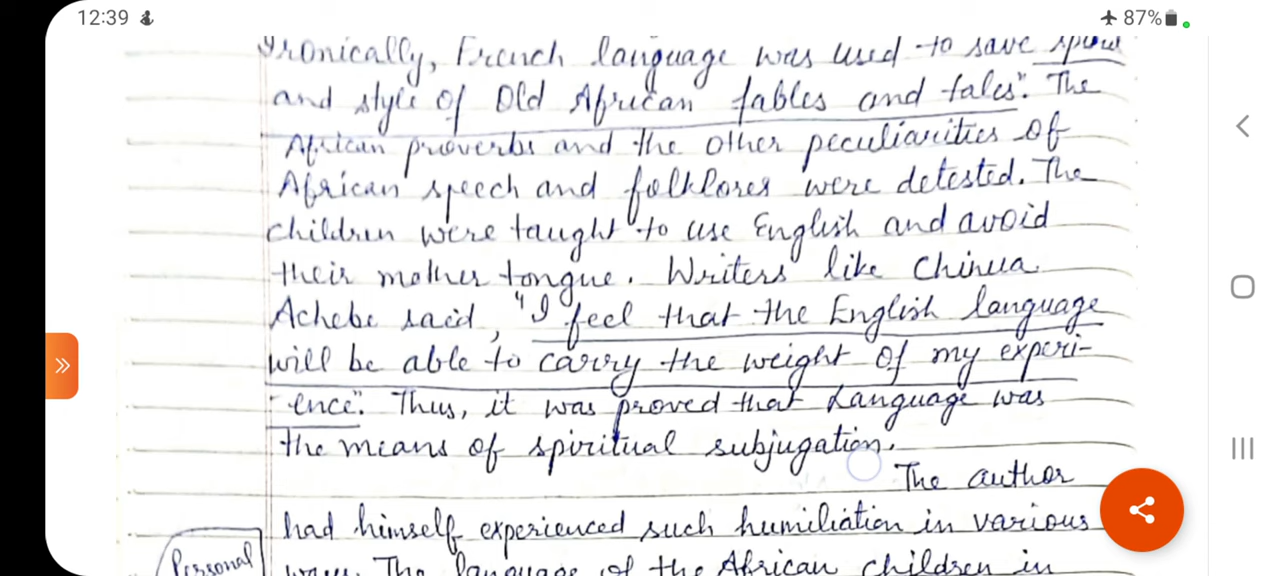 12:39
87%
Ironically, French language was used to save spirit
and style of Old African fables and tales". The
African proverbs and the other peculiarities of
African speech and folklores were detested. The
children were taught to use English and avoid
their mother tongue. Writers like Chinua
Achebe said, "I feel that the English language
will be able to carry the weight of my experi-
ence". Thus, it was proved that Language was
the means of spiritual subjugation.
The author
had himself experienced such humiliation in various
Personal
ways. The language of the African children in